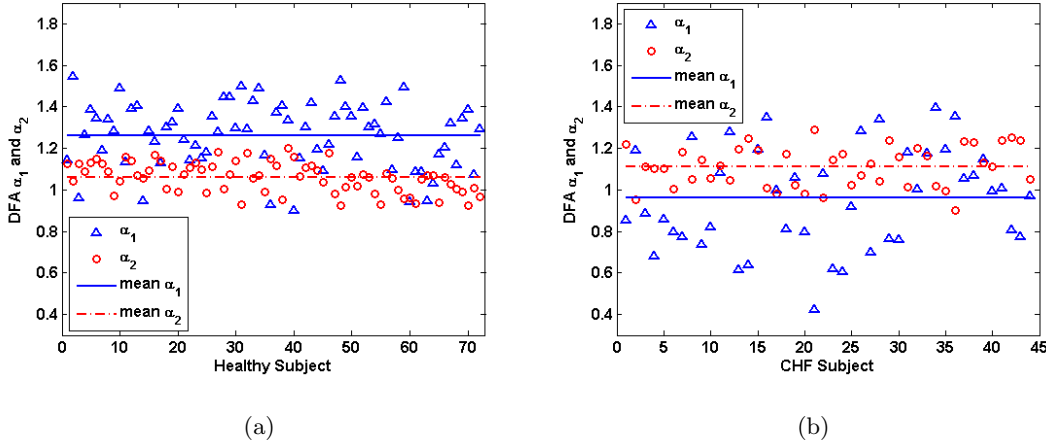 1.8
1.6
1.4
1.2
1
0.8
0.6
0.4
DFA α₁ and α₂
α₁
α₂
mean α₁
mean α₂
0 10 20 30 40 50 60 70
Healthy Subject
(a)
1.8
1.6
1.4
1.2
1
0.8
0.6
0.4
DFA α₁ and α₂
α₁
α₂
mean α₁
mean α₂
0 5 10 15 20 25 30 35 40 45
CHF Subject
(b)